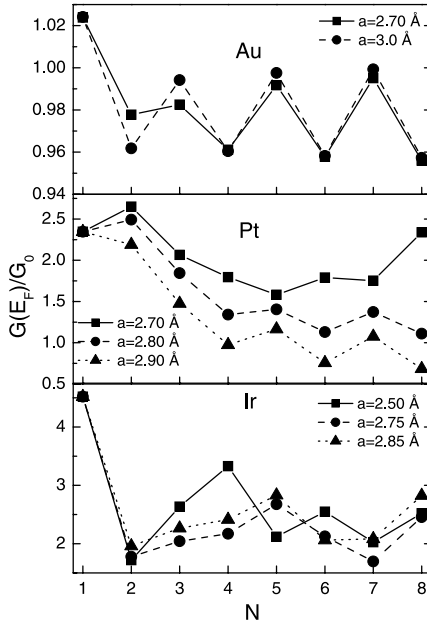 a=2.70 Å
a=3.0 Å
Au
1.02
1.00
0.98
0.96
0.94
Pt
2.5
2.0
1.5
1.0
0.5
a=2.70 Å
a=2.80 Å
a=2.90 Å
G(E_F)/G_0
Ir
a=2.50 Å
a=2.75 Å
a=2.85 Å
4
3
2
1 2 3 4 5 6 7 8
N